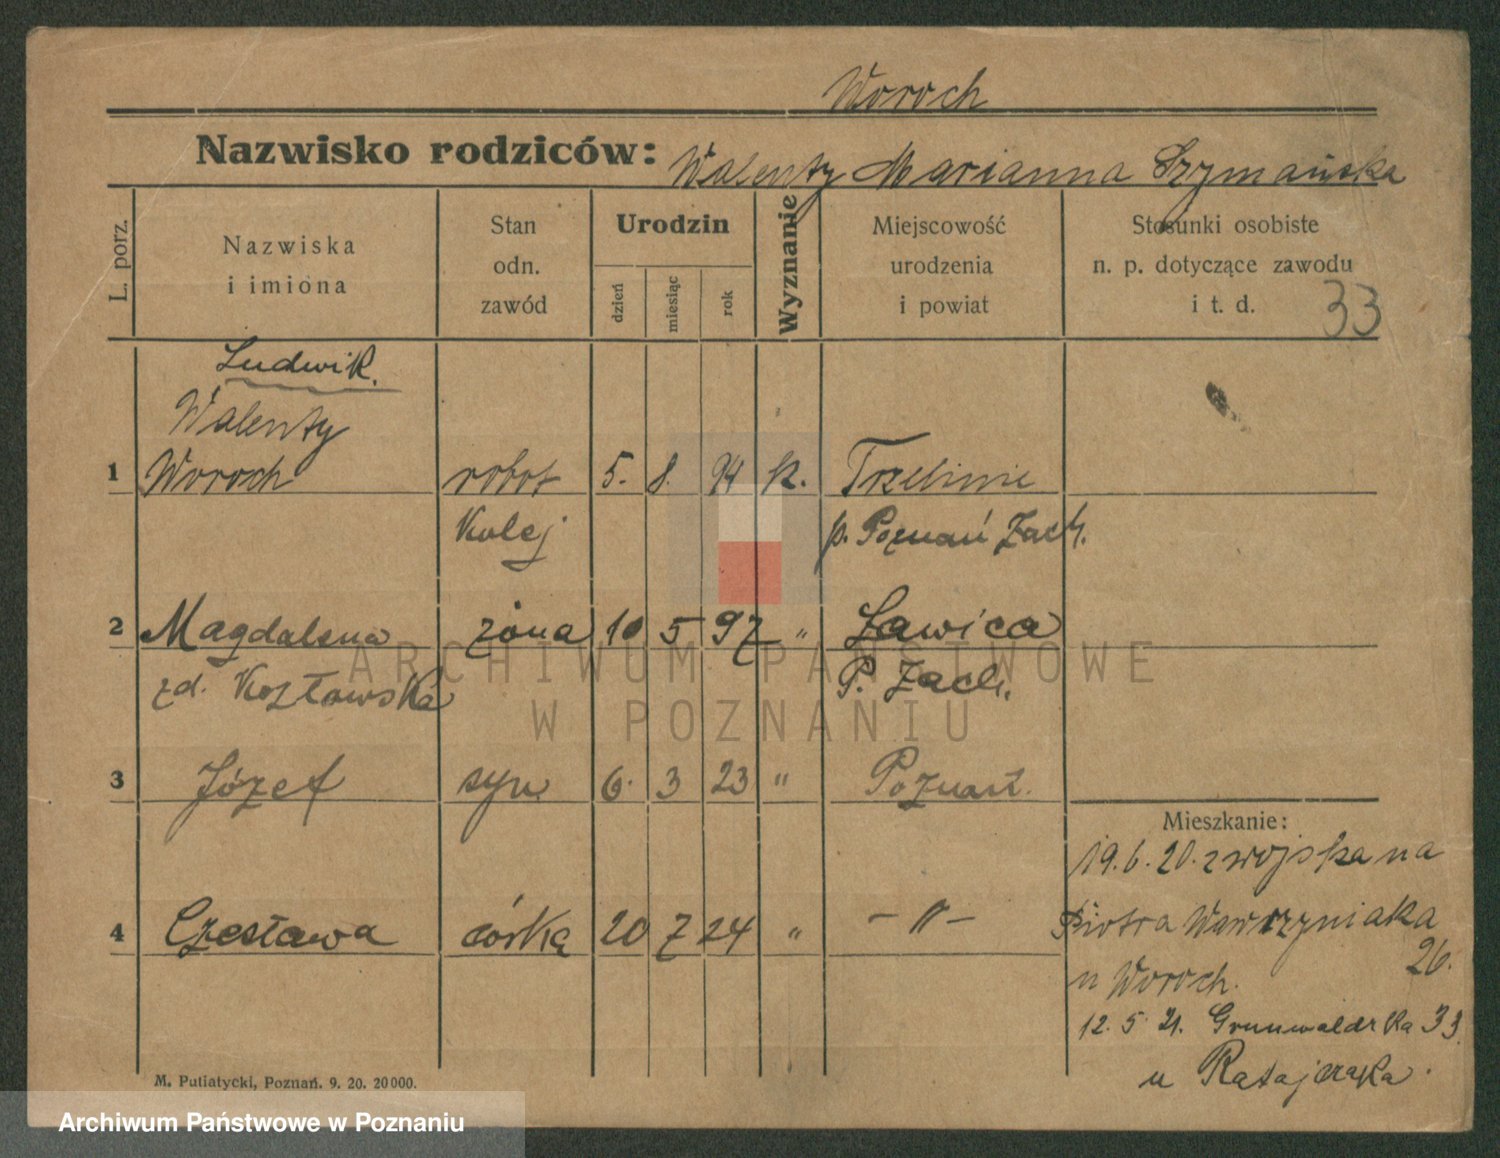 Woroch
Nazwisko rodziców: Walenty Marianna Szymańska
L. porz.
Nazwiska
i imiona
Stan
odn.
zawód
Urodzin
dzień
miesiąc
rok
Wyznanie
Miejscowość
urodzenia
i powiat
Stosunki osobiste
n. p. dotyczące zawodu
i t. d.
33
Ludwik.
Walenty
1 Woroch robot 5. 8. 94 k.
Kolej p. Poznań Zach.
2 Magdalena żona 10 5 97 " Ławica
zd. Kozłowska P. Zach.
3 Józef syn 6. 3 23 " Poznań.
Mieszkanie:
19.6.20. z wojska na
Piotra Wawrzyniaka
26.
4 Czesława córka 20 7 24 " - " -
u Woroch.
12. 5. 21. Grunwaldzka 33.
u Ratajczaka.
M. Putiatycki, Poznań. 9. 20. 20000.
ARCHIWUM PAŃSTWOWE
W POZNANIU
Archiwum Państwowe w Poznaniu